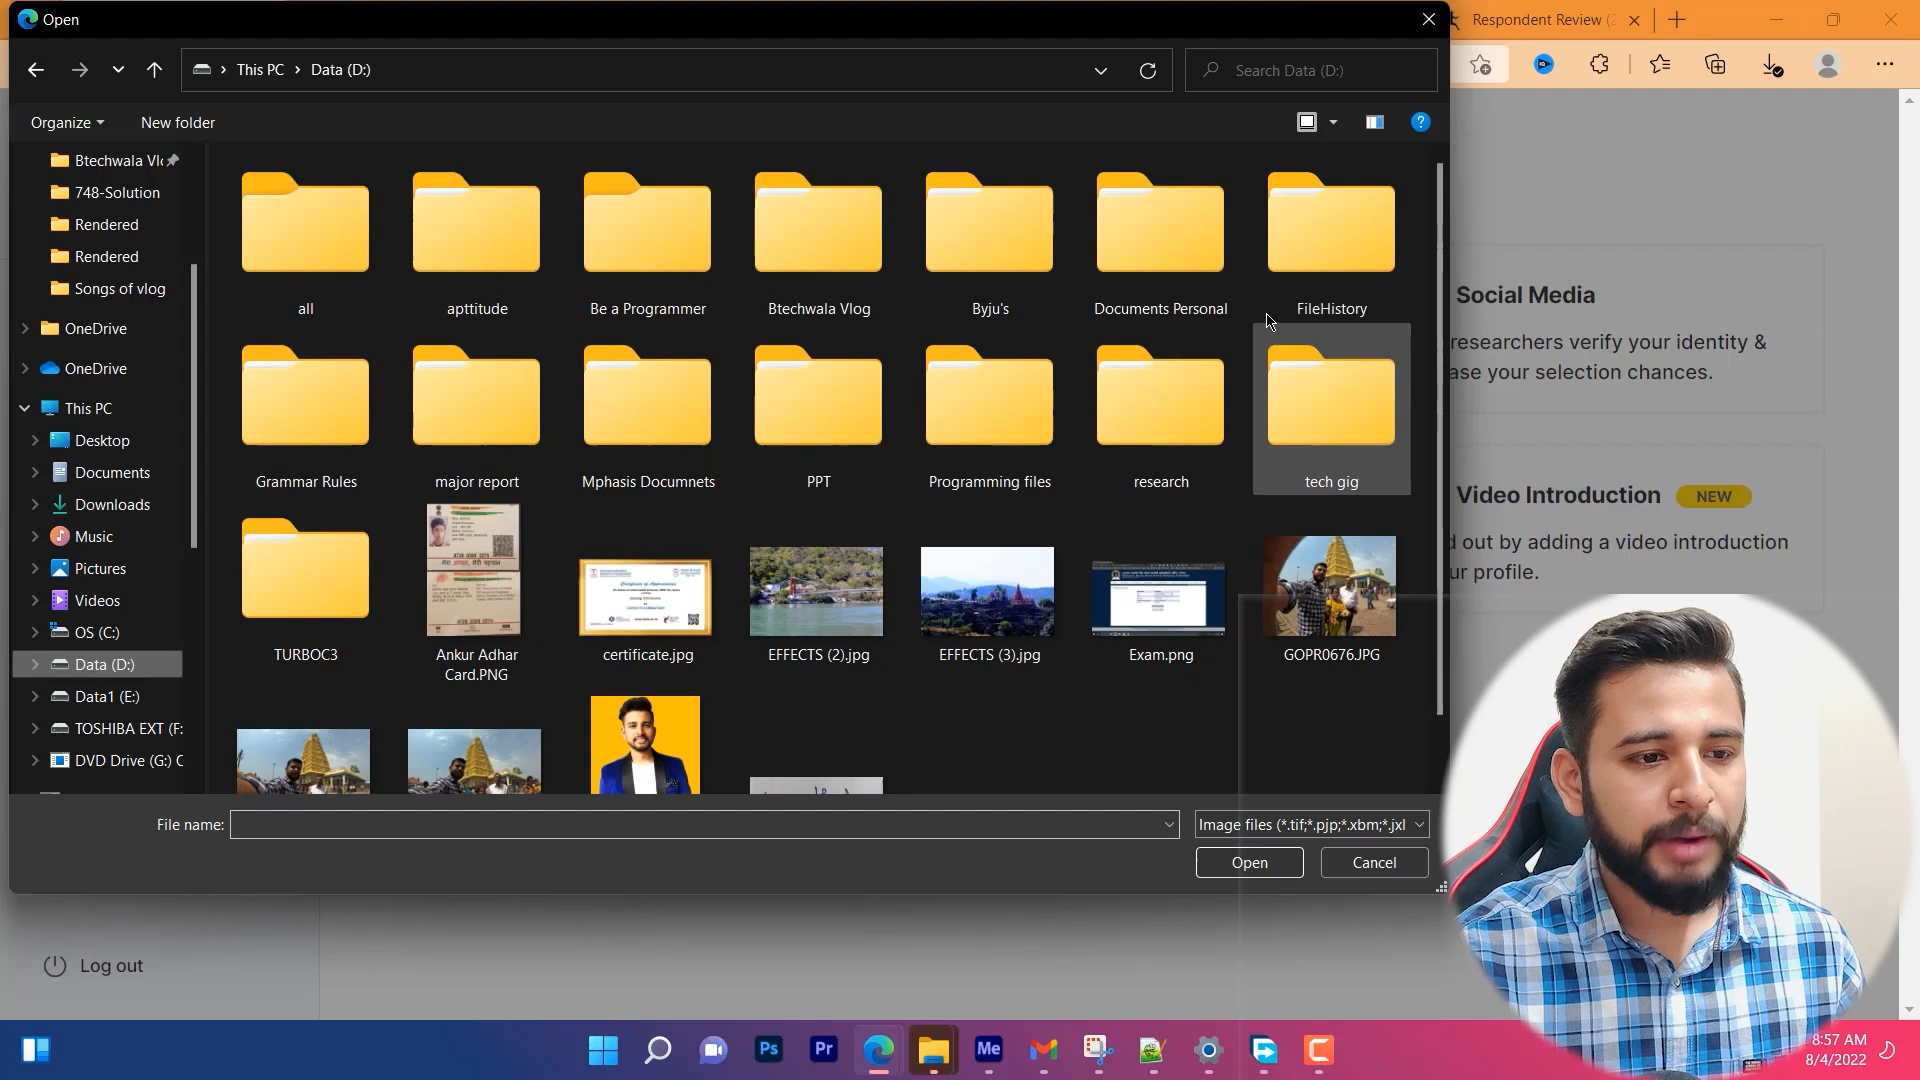 Open
Respondent Review (
This PC
Data (D:)
Search Data (D:)
Organize
New folder
Btechwala Vl
748-Solution
Rendered
Rendered
Songs of vlog
OneDrive
OneDrive
This PC
Desktop
Documents
Downloads
Music
Pictures
Videos
OS (C:)
Data (D:)
Data1 (E:)
TOSHIBA EXT (F:
DVD Drive (G:) C
all
apttitude
Be a Programmer
Btechwala Vlog
Byju's
Documents Personal
FileHistory
Grammar Rules
major report
Mphasis Documnets
PPT
Programming files
research
tech gig
TURBOC3
Ankur Adhar
Card.PNG
certificate.jpg
EFFECTS (2).jpg
EFFECTS (3).jpg
Exam.png
GOPR0676.JPG
File name:
Image files (*.tif;*.pjp;*.xbm;*.jxl
Open
Cancel
Social Media
researchers verify your identity &
ase your selection chances.
Video Introduction
NEW
d out by adding a video introduction
ur profile.
Log out
Ps
Pr
Me
8:57 AM
8/4/2022